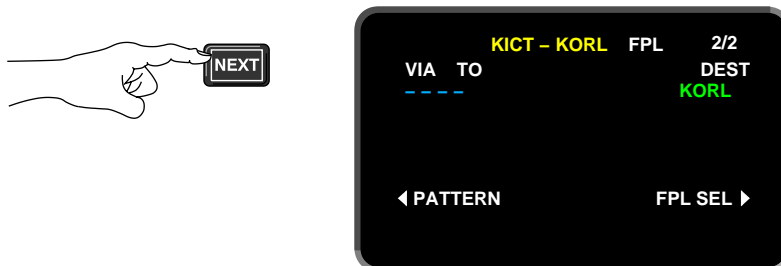 NEXT
KICT – KORL FPL 2/2
VIA TO DEST
– – – – KORL
PATTERN FPL SEL